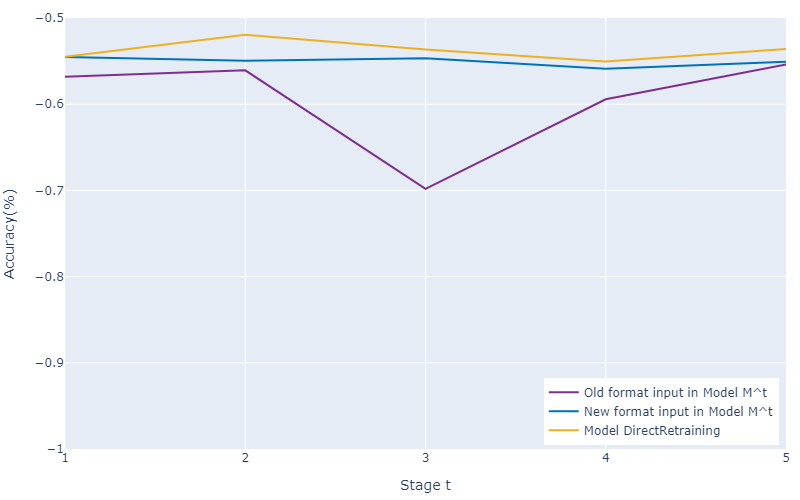 −0.5
−0.6
−0.7
−0.8
−0.9
−1
Accuracy(%)
1
2
3
4
5
Stage t
Old format input in Model M^t
New format input in Model M^t
Model DirectRetraining